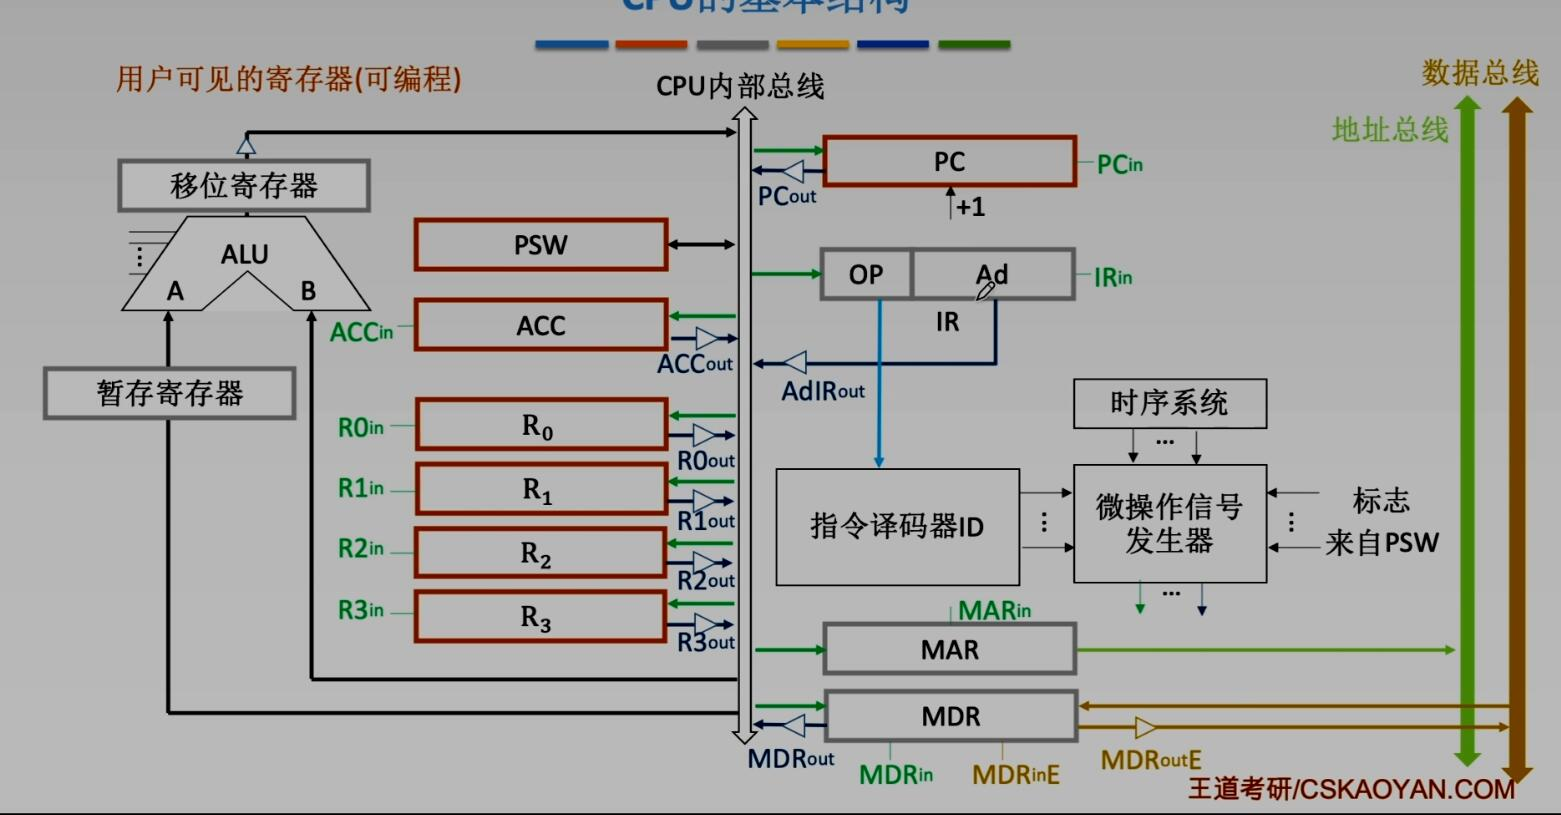 CPU的基本结构
用户可见的寄存器(可编程)
CPU内部总线
数据总线
地址总线
移位寄存器
ALU
A
B
暂存寄存器
PSW
ACC
ACCin
ACCout
R0
R0in
R0out
R1
R1in
R1out
R2
R2in
R2out
R3
R3in
R3out
PC
PCin
PCout
+1
OP
Ad
IRin
IR
AdIRout
时序系统
...
指令译码器ID
⋮
微操作信号
发生器
⋮
标志
来自PSW
...
MARin
MAR
MDR
MDRout
MDRin
MDRinE
MDRoutE
王道考研/CSKAOYAN.COM